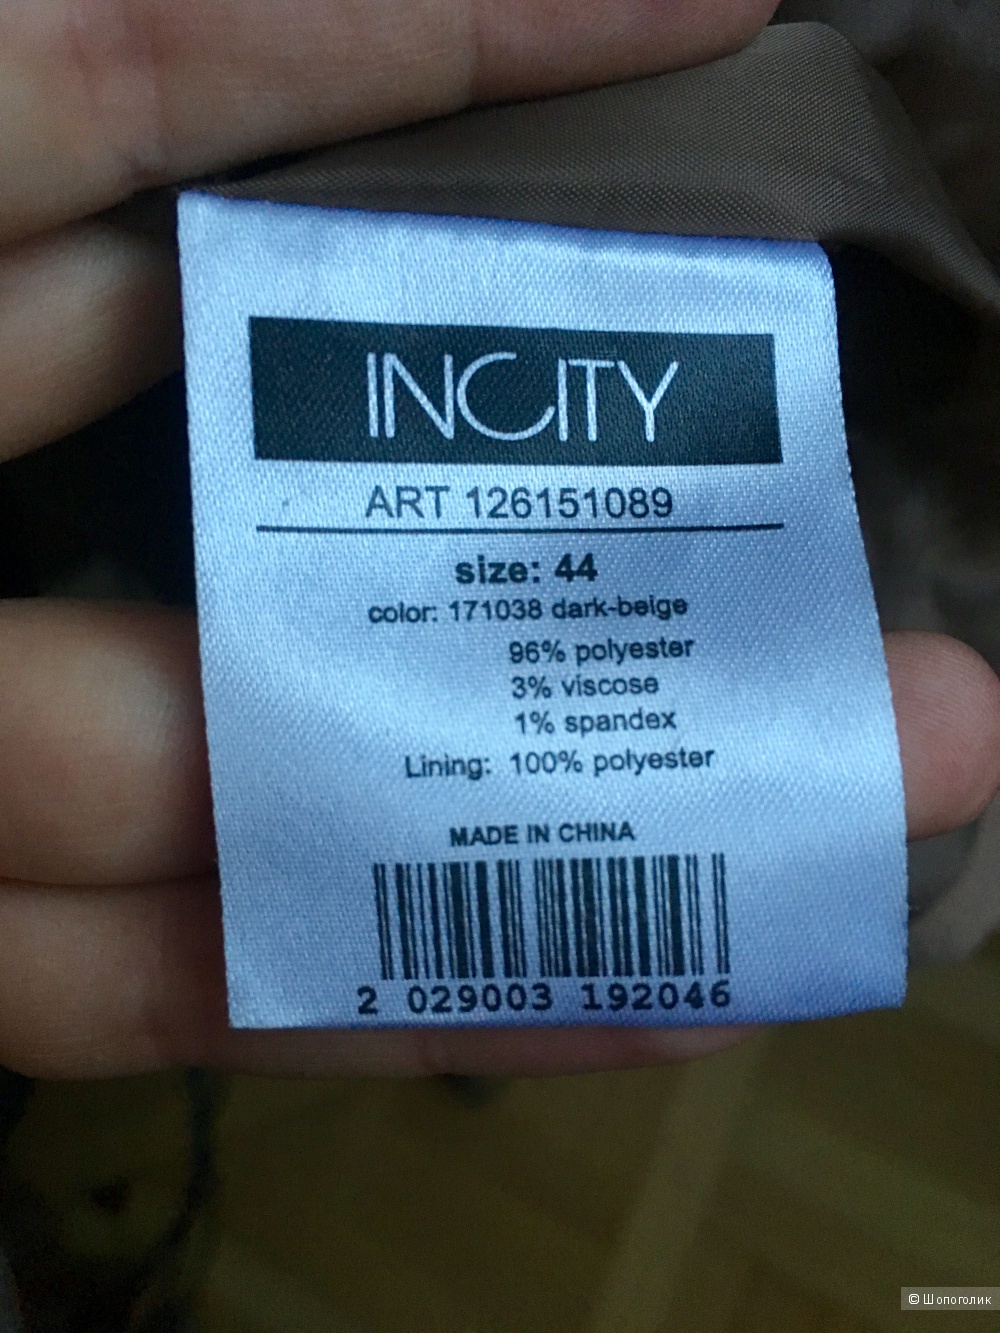 INCITY
ART 126151089
size: 44
color: 171038 dark-beige
96% polyester
3% viscose
1% spandex
Lining: 100% polyester
MADE IN CHINA
2 029003 192046
© Шопоголик